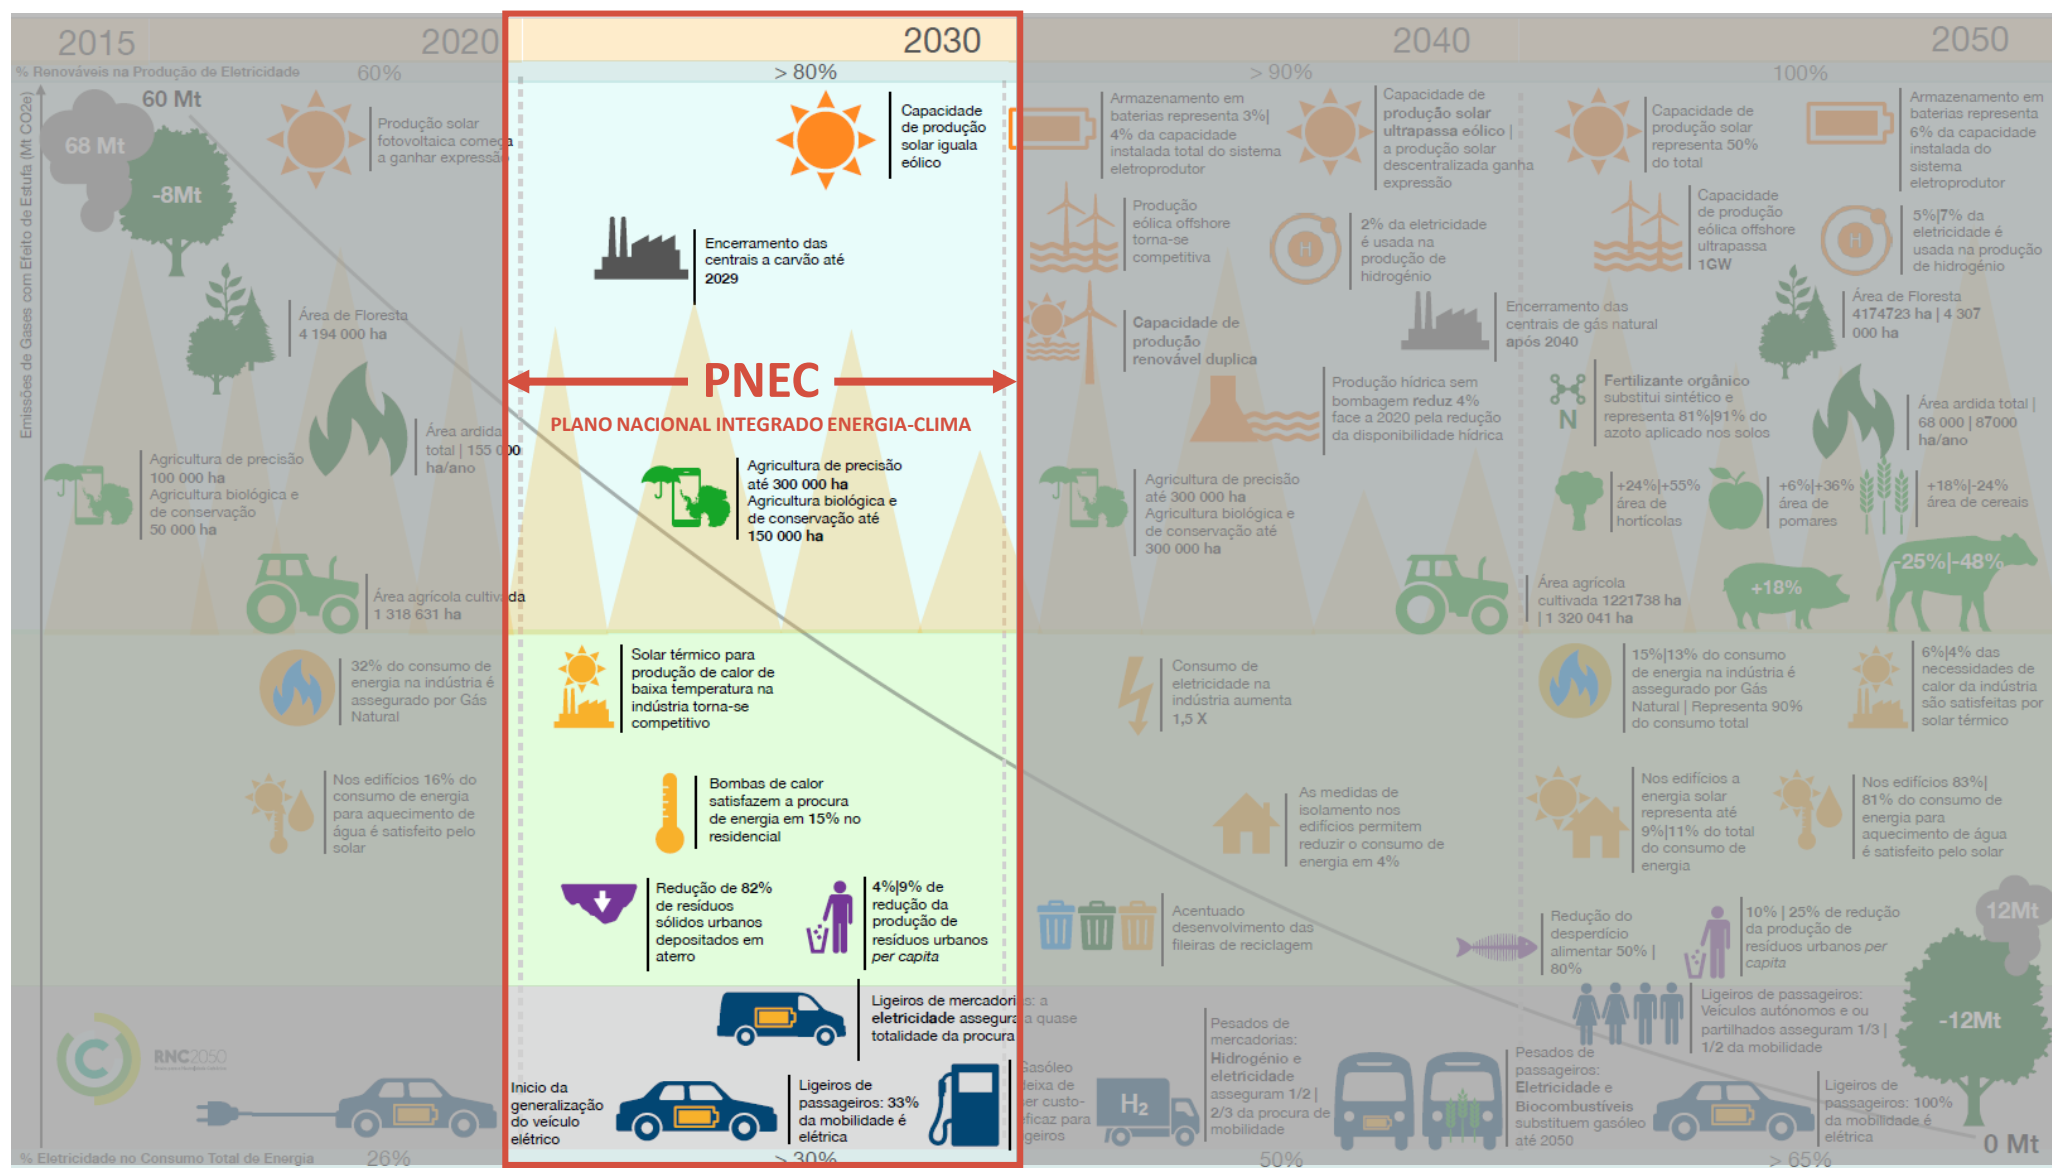 2015
2020
2030
2040
2050
% Renováveis na Produção de Eletricidade
60%
> 80%
> 90%
100%
Emissões de Gases com Efeito de Estufa (Mt CO2e)
60 Mt
68 Mt
-8Mt
Produção solar
fotovoltaica começa
a ganhar expressão
Área de Floresta
4 194 000 ha
Área ardida
total | 155 000
ha/ano
Agricultura de precisão
100 000 ha
Agricultura biológica e
de conservação
50 000 ha
Área agrícola cultivada
1 318 631 ha
32% do consumo de
energia na indústria é
assegurado por Gás
Natural
Nos edifícios 16% do
consumo de energia
para aquecimento de
água é satisfeito pelo
solar
RNC2050
Capacidade
de produção
solar iguala
eólico
Encerramento das
centrais a carvão até
2029
PNEC
PLANO NACIONAL INTEGRADO ENERGIA-CLIMA
Agricultura de precisão
até 300 000 ha
Agricultura biológica e
de conservação até
150 000 ha
Solar térmico para
produção de calor de
baixa temperatura na
indústria torna-se
competitivo
Bombas de calor
satisfazem a procura
de energia em 15% no
residencial
Redução de 82%
de resíduos
sólidos urbanos
depositados em
aterro
4%|9% de
redução da
produção de
resíduos urbanos
per capita
Ligeiros de mercadorias: a
eletricidade assegura a quase
totalidade da procura
Inicio da
generalização
do veículo
elétrico
Ligeiros de
passageiros: 33%
da mobilidade é
elétrica
Gasóleo
deixa de
ser custo-
eficaz para
ligeiros
Armazenamento em
baterias representa 3%|
4% da capacidade
instalada total do sistema
eletroprodutor
Capacidade de
produção solar
ultrapassa eólico |
a produção solar
descentralizada ganha
expressão
Produção
eólica offshore
torna-se
competitiva
H
2% da eletricidade
é usada na
produção de
hidrogénio
Capacidade de
produção
renovável duplica
Encerramento das
centrais de gás natural
após 2040
Produção hídrica sem
bombagem reduz 4%
face a 2020 pela redução
da disponibilidade hídrica
Agricultura de precisão
até 300 000 ha
Agricultura biológica e
de conservação até
300 000 ha
Consumo de
eletricidade na
indústria aumenta
1,5 X
As medidas de
isolamento nos
edifícios permitem
reduzir o consumo de
energia em 4%
Acentuado
desenvolvimento das
fileiras de reciclagem
H2
Pesados de
mercadorias:
Hidrogénio e
eletricidade
asseguram 1/2 |
2/3 da procura de
mobilidade
Capacidade de
produção solar
representa 50%
do total
Armazenamento em
baterias representa
6% da capacidade
instalada do
sistema
eletroprodutor
Capacidade
de produção
eólica offshore
ultrapassa
1GW
H
5%|7% da
eletricidade é
usada na produção
de hidrogénio
Área de Floresta
4174723 ha | 4 307
000 ha
N
Fertilizante orgânico
substitui sintético e
representa 81%|91% do
azoto aplicado nos solos
Área ardida total |
68 000 | 87000
ha/ano
+24%|+55%
área de
hortícolas
+6%|+36%
área de
pomares
+18%|-24%
área de cereais
Área agrícola
cultivada 1221738 ha
| 1 320 041 ha
+18%
-25%|-48%
15%|13% do consumo
de energia na indústria é
assegurado por Gás
Natural | Representa 90%
do consumo total
6%|4% das
necessidades de
calor da indústria
são satisfeitas por
solar térmico
Nos edifícios a
energia solar
representa até
9%|11% do total
do consumo de
energia
Nos edifícios 83%|
81% do consumo de
energia para
aquecimento de água
é satisfeito pelo solar
Redução do
desperdício
alimentar 50% |
80%
10% | 25% de redução
da produção de
resíduos urbanos per
capita
12Mt
-12Mt
Ligeiros de passageiros:
Veículos autónomos e ou
partilhados asseguram 1/3 |
1/2 da mobilidade
Pesados de
passageiros:
Eletricidade e
Biocombustíveis
substituem gasóleo
até 2050
Ligeiros de
passageiros: 100%
da mobilidade é
elétrica
0 Mt
% Eletricidade no Consumo Total de Energia
26%
> 30%
50%
> 65%